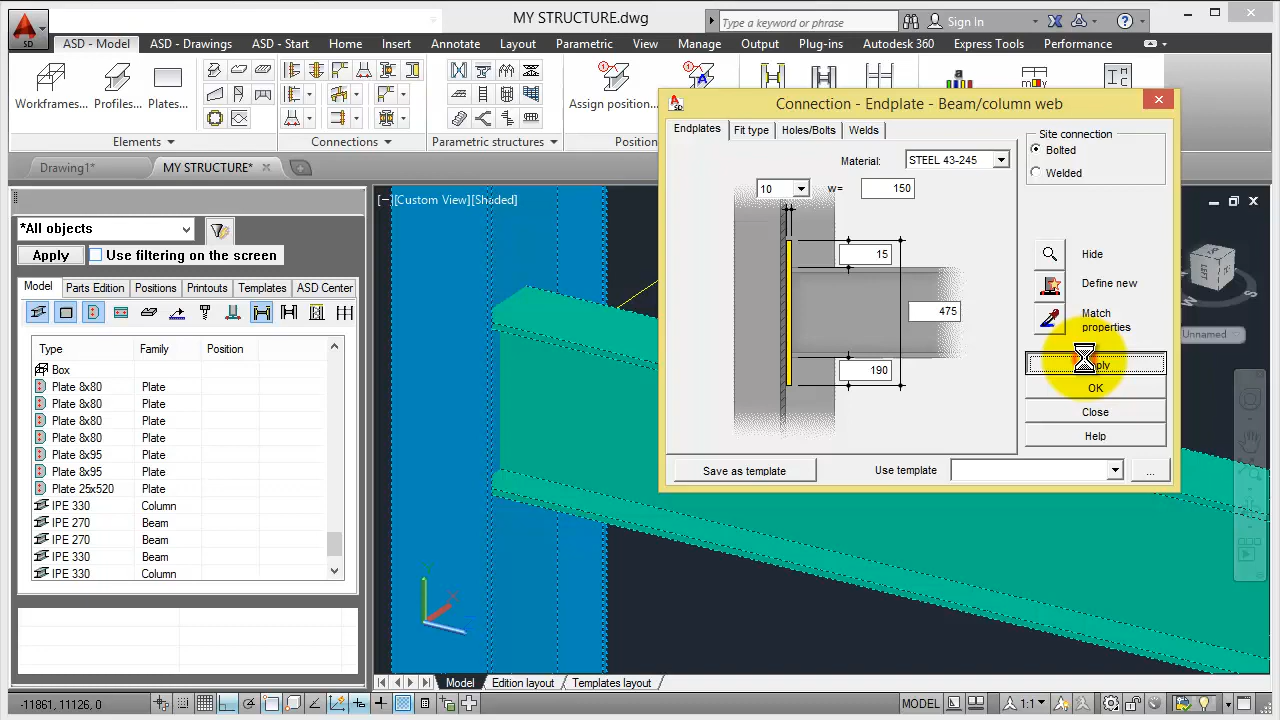 MY STRUCTURE.dwg
Type a keyword or phrase
Sign In
SD
ASD - Model
ASD - Drawings
ASD - Start
Home
Insert
Annotate
Layout
Parametric
View
Manage
Output
Plug-ins
Autodesk 360
Express Tools
Performance
Workframes...
Profiles...
Plates...
Assign position...
Elements
Connections
Parametric structures
Position
Drawing1*
MY STRUCTURE*
*All objects
Apply
Use filtering on the screen
Model
Parts Edition
Positions
Printouts
Templates
ASD Center
Type
Family
Position
Box
Plate 8x80 Plate
Plate 8x80 Plate
Plate 8x80 Plate
Plate 8x80 Plate
Plate 8x95 Plate
Plate 8x95 Plate
Plate 25x520 Plate
IPE 330 Column
IPE 270 Beam
IPE 270 Beam
IPE 330 Beam
IPE 330 Column
[−][Custom View][Shaded]
Connection - Endplate - Beam/column web
Endplates
Fit type
Holes/Bolts
Welds
Material:
STEEL 43-245
10
w=
150
15
475
190
Site connection
Bolted
Welded
Hide
Define new
Match
properties
OK
Close
Help
Save as template
Use template
...
Unnamed
W
S
Y
X
Model
Edition layout
Templates layout
-11861, 11126, 0
MODEL
1:1